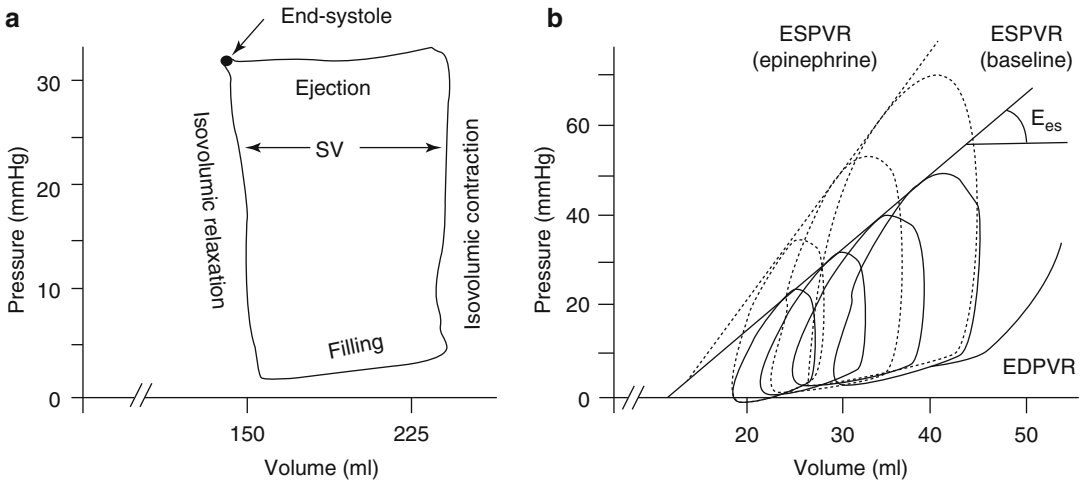 a
End-systole
30
20
10
0
Pressure (mmHg)
Ejection
SV
Isovolumic relaxation
Isovolumic contraction
Filling
150
225
Volume (ml)
b
ESPVR
(epinephrine)
ESPVR
(baseline)
E_es
60
40
20
0
Pressure (mmHg)
EDPVR
20
30
40
50
Volume (ml)